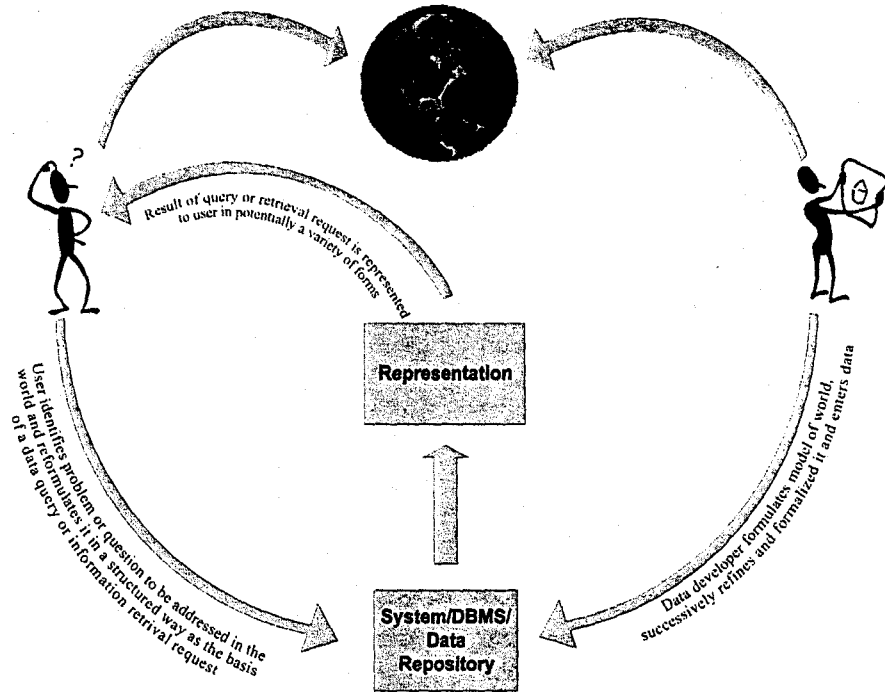 ?
Result of query or retrieval request is represented
to user in potentially a variety of forms
Representation
User identifies problem or question to be addressed in the
world and reformulates it in a structured way as the basis
of a data query or information retrival request
System/DBMS/
Data
Repository
Data developer formulates model of world,
successively refines and formalized it and enters data